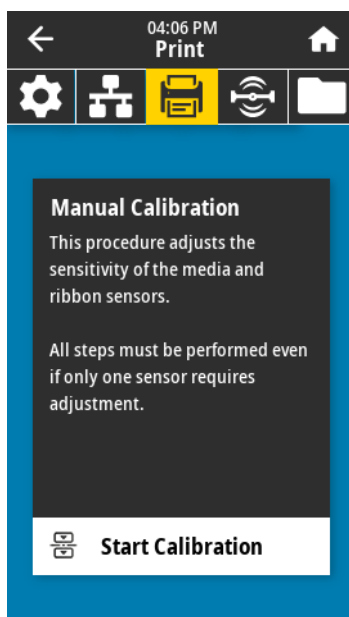 04:06 PM
Print
Manual Calibration
This procedure adjusts the
sensitivity of the media and
ribbon sensors.
All steps must be performed even
if only one sensor requires
adjustment.
Start Calibration